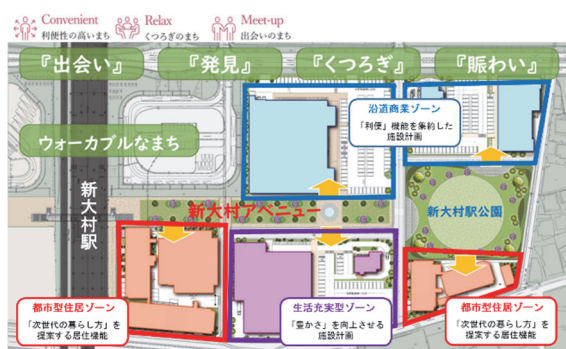 Convenient
利便性の高いまち
Relax
くつろぎのまち
Meet-up
出会いのまち
『出会い』
『発見』
『くつろぎ』
『賑わい』
沿道商業ゾーン
「利便」機能を集約した
施設計画
ウォーカブルなまち
新大村駅
新大村アベニュー
新大村駅公園
都市型住居ゾーン
「次世代の暮らし方」を
提案する居住機能
生活充実型ゾーン
「豊かさ」を向上させる
施設計画
都市型住居ゾーン
「次世代の暮らし方」を
提案する居住機能